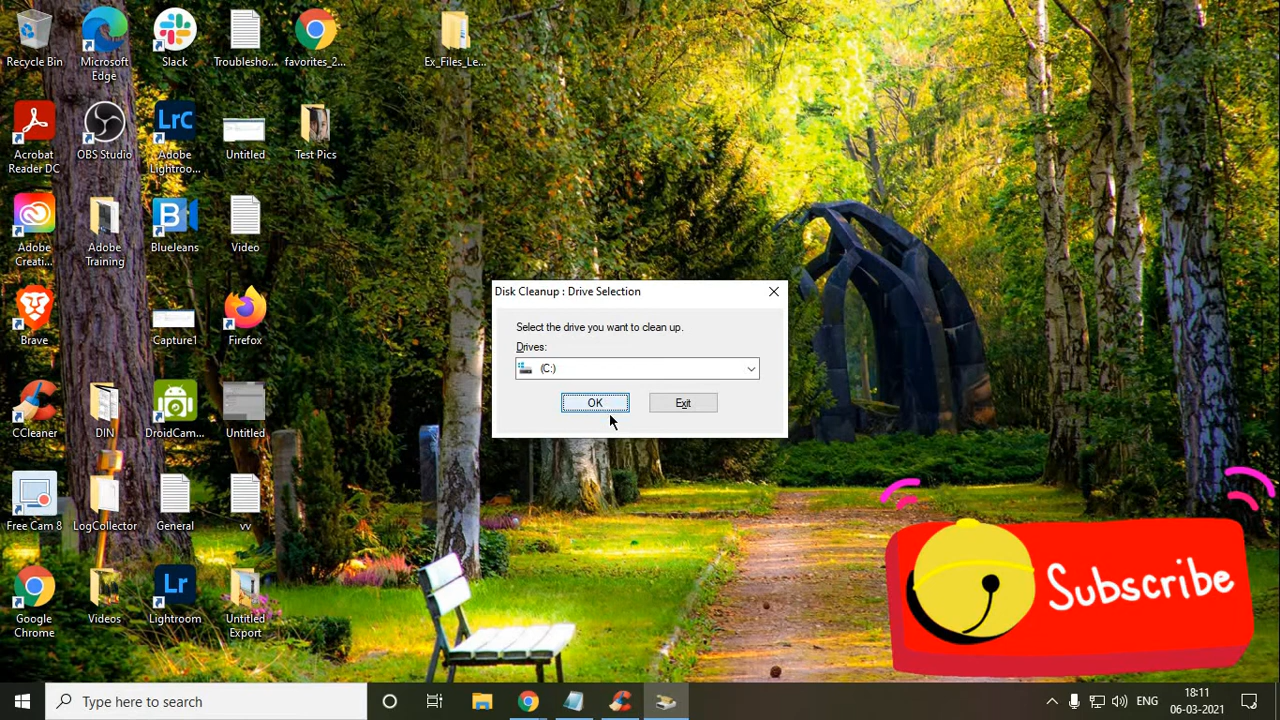 Recycle Bin
Microsoft
Edge
Slack
Troublesho...
favorites_2...
Ex_Files_Le...
Acrobat
Reader DC
OBS Studio
Adobe
Lightroo...
Untitled
Test Pics
Adobe
Creati...
Adobe
Training
BlueJeans
Video
Brave
Capture1
Firefox
CCleaner
DIN
DroidCam...
Untitled
Free Cam 8
LogCollector
General
vv
Google
Chrome
Videos
Lightroom
Untitled
Export
LrC
Lr
Disk Cleanup : Drive Selection
Select the drive you want to clean up.
Drives:
(C:)
OK
Exit
Subscribe
Type here to search
ENG
18:11
06-03-2021